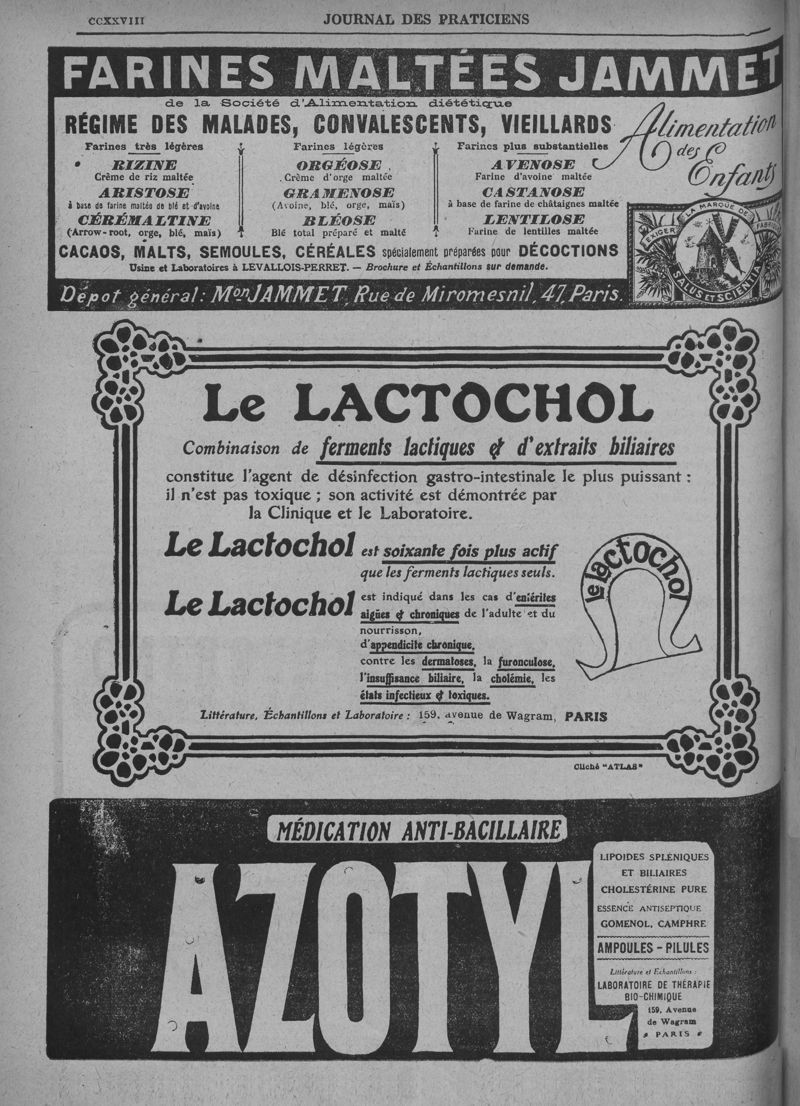 CCXXVIII
JOURNAL DES PRATICIENS
FARINES MALTÉES JAMMET
de la Société d'Alimentation diététique
RÉGIME DES MALADES, CONVALESCENTS, VIEILLARDS
Alimentation
des
Enfants
Farines très légères
RIZINE
Crème de riz maltée
ARISTOSE
à base de farine maltée de blé et d'avoine
CÉRÉMALTINE
(Arrow-root, orge, blé, maïs)
Farines légères
ORGÉOSE
Crème d'orge maltée
GRAMENOSE
(Avoine, blé, orge, maïs)
BLÉOSE
Blé total préparé et malté
Farines plus substantielles
AVENOSE
Farine d'avoine maltée
CASTANOSE
à base de farine de châtaignes maltée
LENTILOSE
Farine de lentilles maltée
CACAOS, MALTS, SEMOULES, CÉRÉALES spécialement préparées pour DÉCOCTIONS
Usine et Laboratoires à LEVALLOIS-PERRET. — Brochure et Échantillons sur demande.
EXIGER LA MARQUE DE FABRIQUE
SALUS ET SCIENTIA
Dépot général: Mon JAMMET, Rue de Miromesnil, 47, Paris.
Le LACTOCHOL
Combinaison de ferments lactiques & d'extraits biliaires
constitue l'agent de désinfection gastro-intestinale le plus puissant :
il n'est pas toxique ; son activité est démontrée par
la Clinique et le Laboratoire.
Le Lactochol est soixante fois plus actif
que les ferments lactiques seuls.
Le Lactochol est indiqué dans les cas d'entérites
aigües & chroniques de l'adulte et du
nourrisson,
d'appendicite chronique,
contre les dermatoses, la furonculose,
l'insuffisance biliaire, la cholémie, les
états infectieux & toxiques.
le lactochol
Littérature, Échantillons et Laboratoire : 159, avenue de Wagram, PARIS
Cliché "ATLAS"
MÉDICATION ANTI-BACILLAIRE
AZOTYL
LIPOIDES SPLÉNIQUES
ET BILIAIRES
CHOLESTÉRINE PURE
ESSENCE ANTISEPTIQUE
GOMENOL, CAMPHRE
AMPOULES - PILULES
Littérature et Echantillons :
LABORATOIRE DE THÉRAPIE
BIO-CHIMIQUE
159, Avenue
de Wagram
PARIS